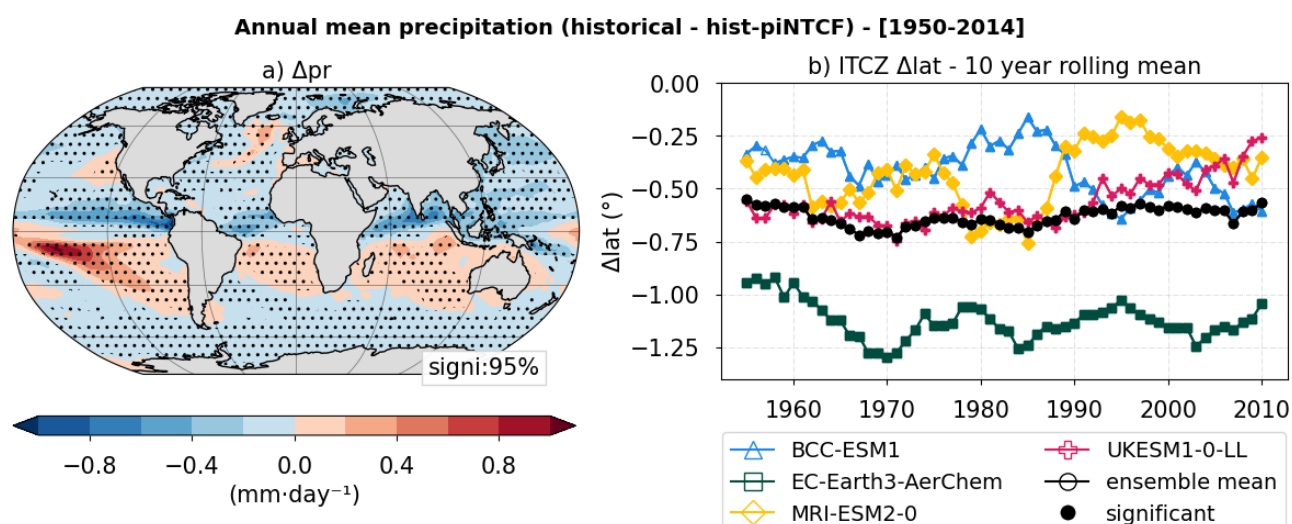 Annual mean precipitation (historical - hist-piNTCF) - [1950-2014]
a) Δpr
signi:95%
−0.8 −0.4 0.0 0.4 0.8
(mm·day⁻¹)
b) ITCZ Δlat - 10 year rolling mean
Δlat (°)
0.00
−0.25
−0.50
−0.75
−1.00
−1.25
1960 1970 1980 1990 2000 2010
BCC-ESM1
EC-Earth3-AerChem
MRI-ESM2-0
UKESM1-0-LL
ensemble mean
significant